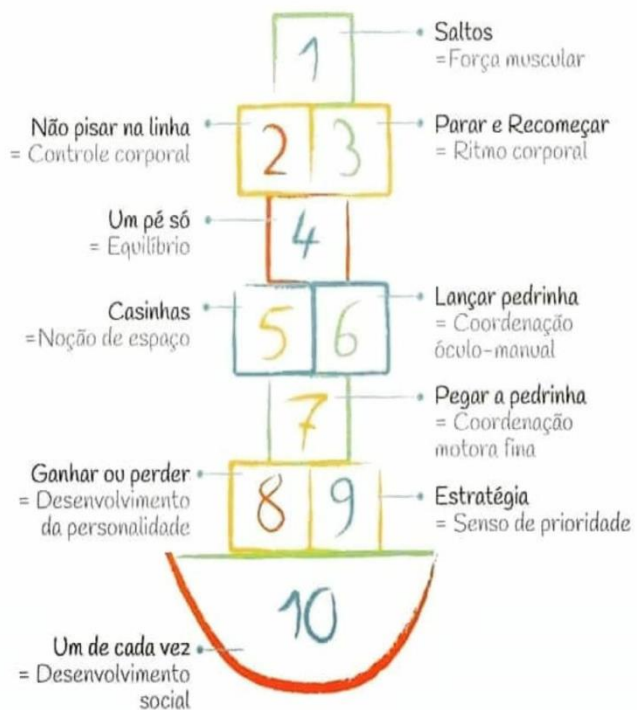 1
Saltos
=Força muscular
Não pisar na linha
= Controle corporal
2
3
Parar e Recomeçar
= Ritmo corporal
Um pé só
= Equilíbrio
4
Casinhas
=Noção de espaço
5
6
Lançar pedrinha
= Coordenação
óculo-manual
7
Pegar a pedrinha
= Coordenação
motora fina
Ganhar ou perder
= Desenvolvimento
da personalidade
8
9
Estratégia
= Senso de prioridade
10
Um de cada vez
= Desenvolvimento
social